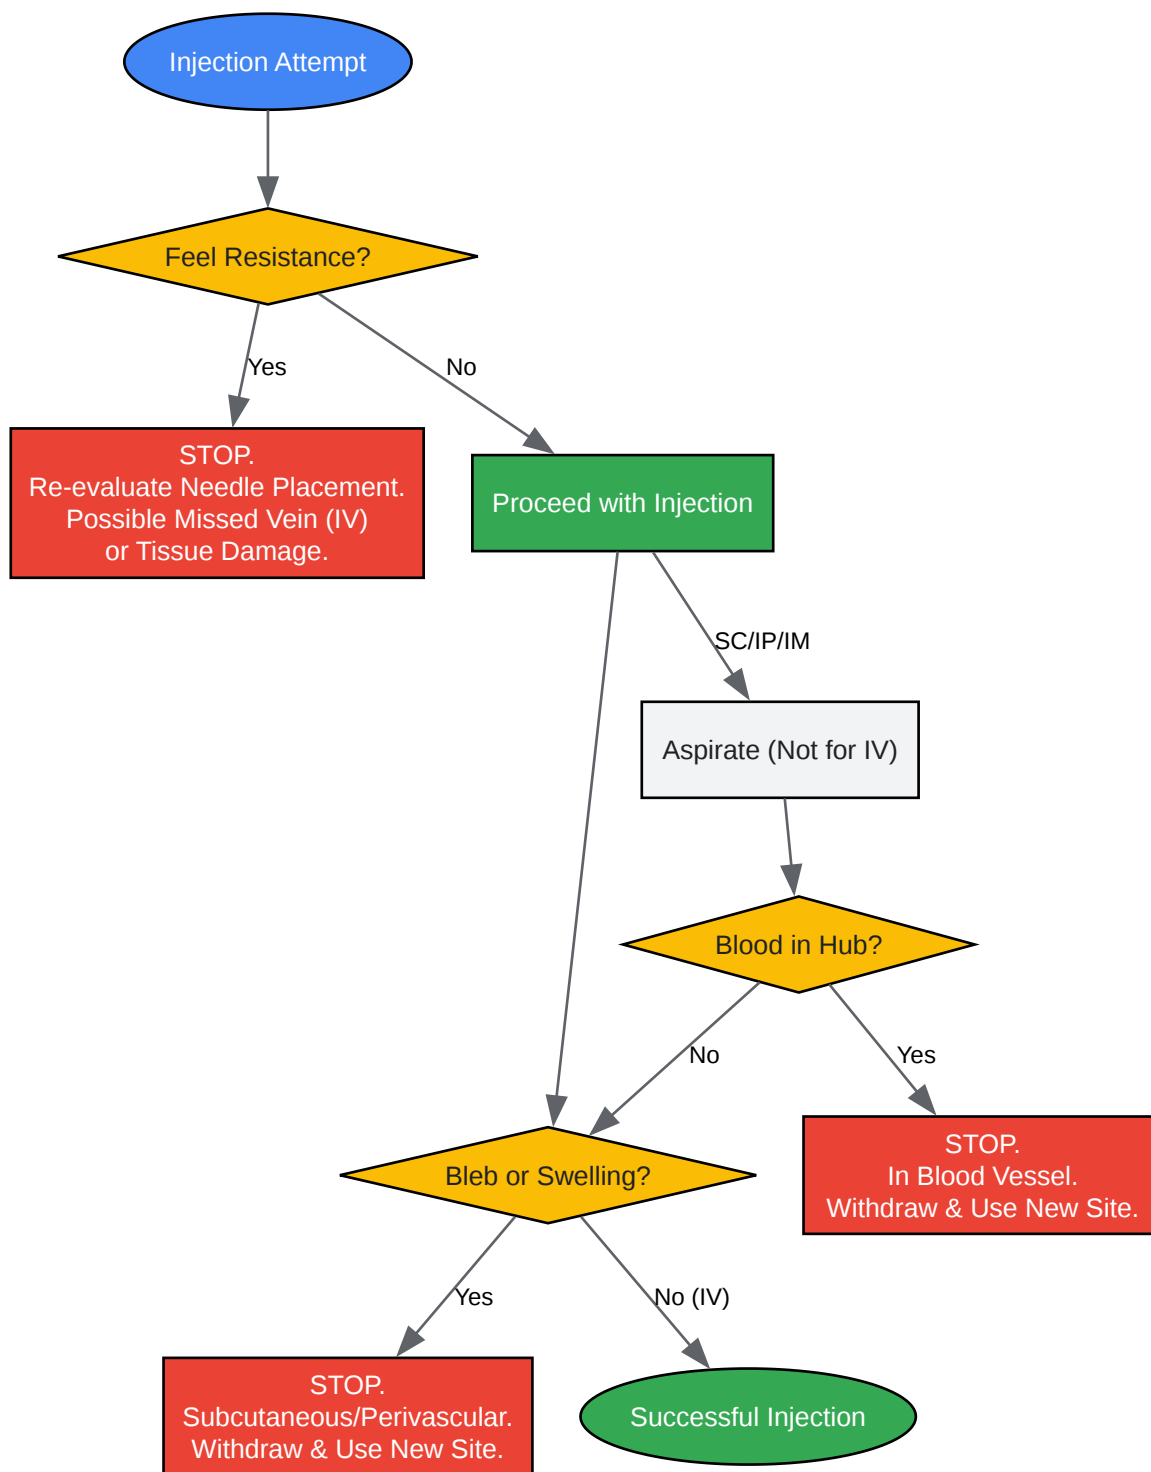 Injection Attempt
Feel Resistance?
Yes
No
STOP.
Re-evaluate Needle Placement.
Possible Missed Vein (IV)
or Tissue Damage.
Proceed with Injection
SC/IP/IM
Aspirate (Not for IV)
Blood in Hub?
No
Yes
STOP.
In Blood Vessel.
Withdraw & Use New Site.
Bleb or Swelling?
Yes
No (IV)
STOP.
Subcutaneous/Perivascular.
Withdraw & Use New Site.
Successful Injection